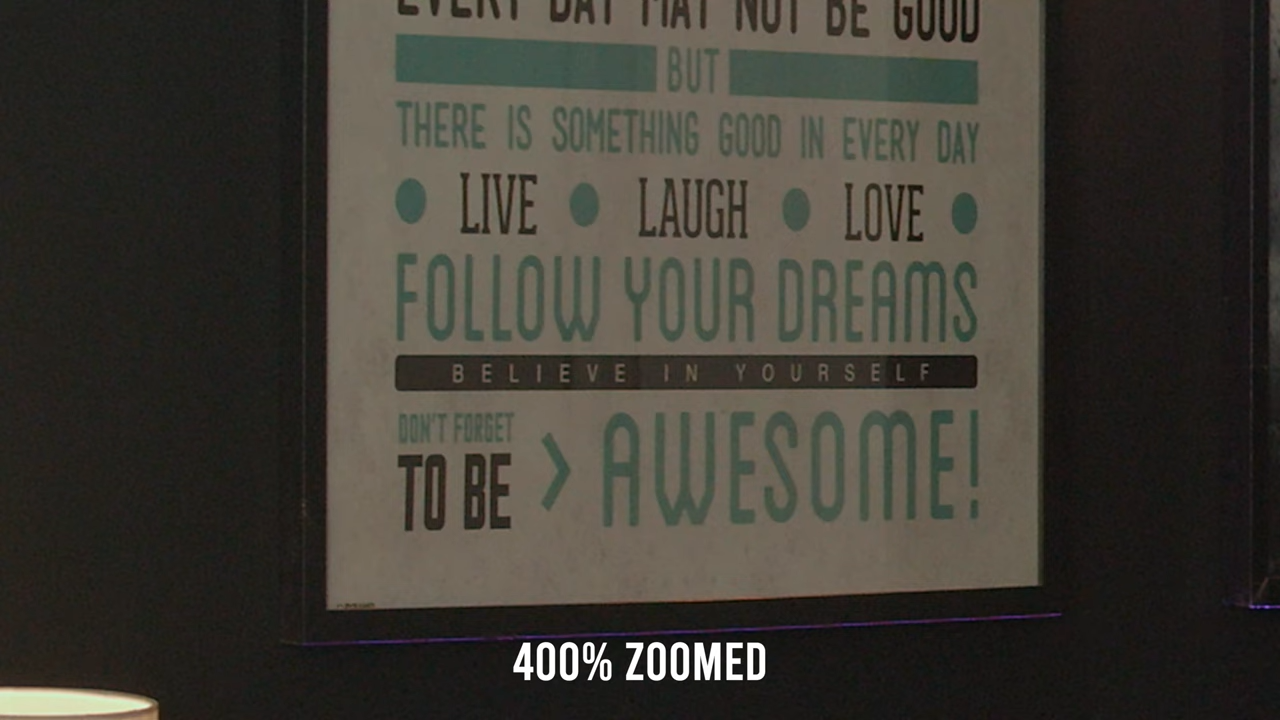 EVERY DAY MAY NOT BE GOOD
BUT
THERE IS SOMETHING GOOD IN EVERY DAY
LIVE LAUGH LOVE
FOLLOW YOUR DREAMS
BELIEVE IN YOURSELF
DON'T FORGET
TO BE > AWESOME!
400% ZOOMED